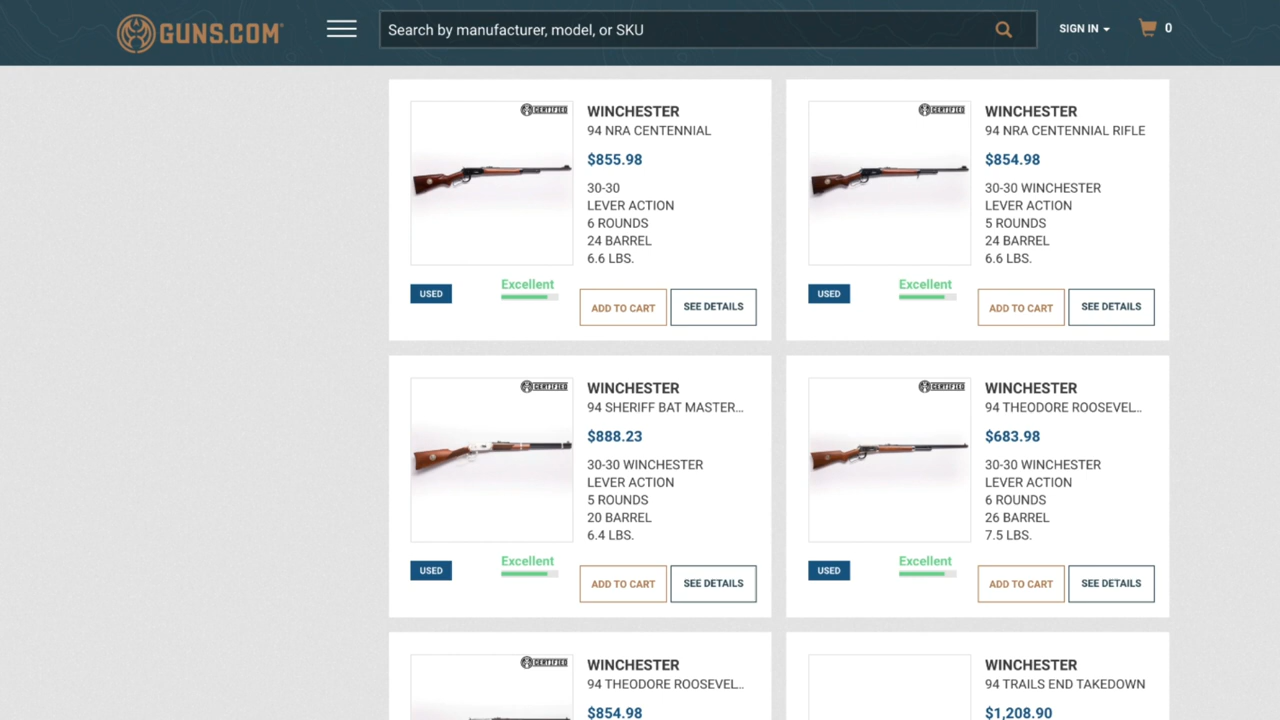 GUNS.COM
Search by manufacturer, model, or SKU
SIGN IN
0
CERTIFIED
WINCHESTER
94 NRA CENTENNIAL
$855.98
30-30
LEVER ACTION
6 ROUNDS
24 BARREL
6.6 LBS.
USED
Excellent
ADD TO CART
SEE DETAILS
CERTIFIED
WINCHESTER
94 NRA CENTENNIAL RIFLE
$854.98
30-30 WINCHESTER
LEVER ACTION
5 ROUNDS
24 BARREL
6.6 LBS.
USED
Excellent
ADD TO CART
SEE DETAILS
CERTIFIED
WINCHESTER
94 SHERIFF BAT MASTER...
$888.23
30-30 WINCHESTER
LEVER ACTION
5 ROUNDS
20 BARREL
6.4 LBS.
USED
Excellent
ADD TO CART
SEE DETAILS
CERTIFIED
WINCHESTER
94 THEODORE ROOSEVEL..
$683.98
30-30 WINCHESTER
LEVER ACTION
6 ROUNDS
26 BARREL
7.5 LBS.
USED
Excellent
ADD TO CART
SEE DETAILS
CERTIFIED
WINCHESTER
94 THEODORE ROOSEVEL..
$854.98
WINCHESTER
94 TRAILS END TAKEDOWN
$1,208.90